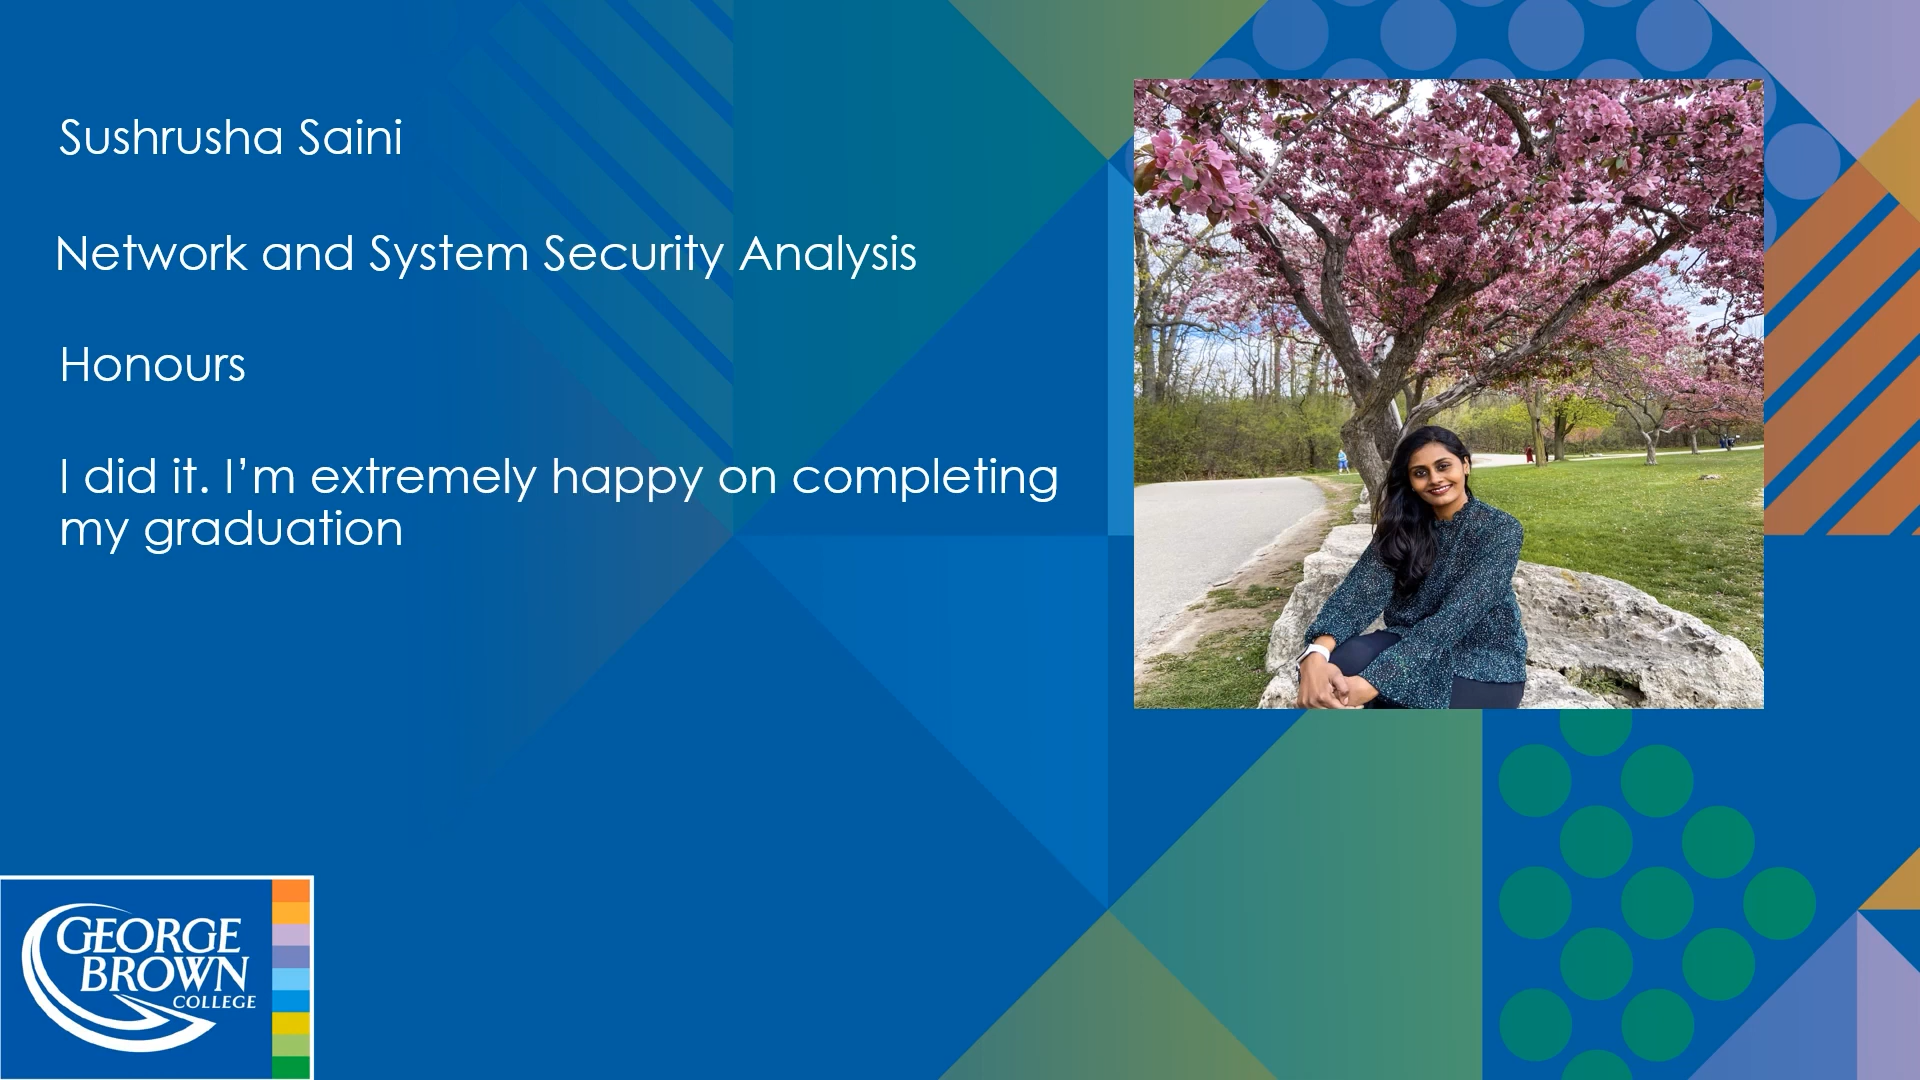 Sushrusha Saini
Network and System Security Analysis
Honours
I did it. I’m extremely happy on completing
my graduation
GEORGE
BROWN
COLLEGE